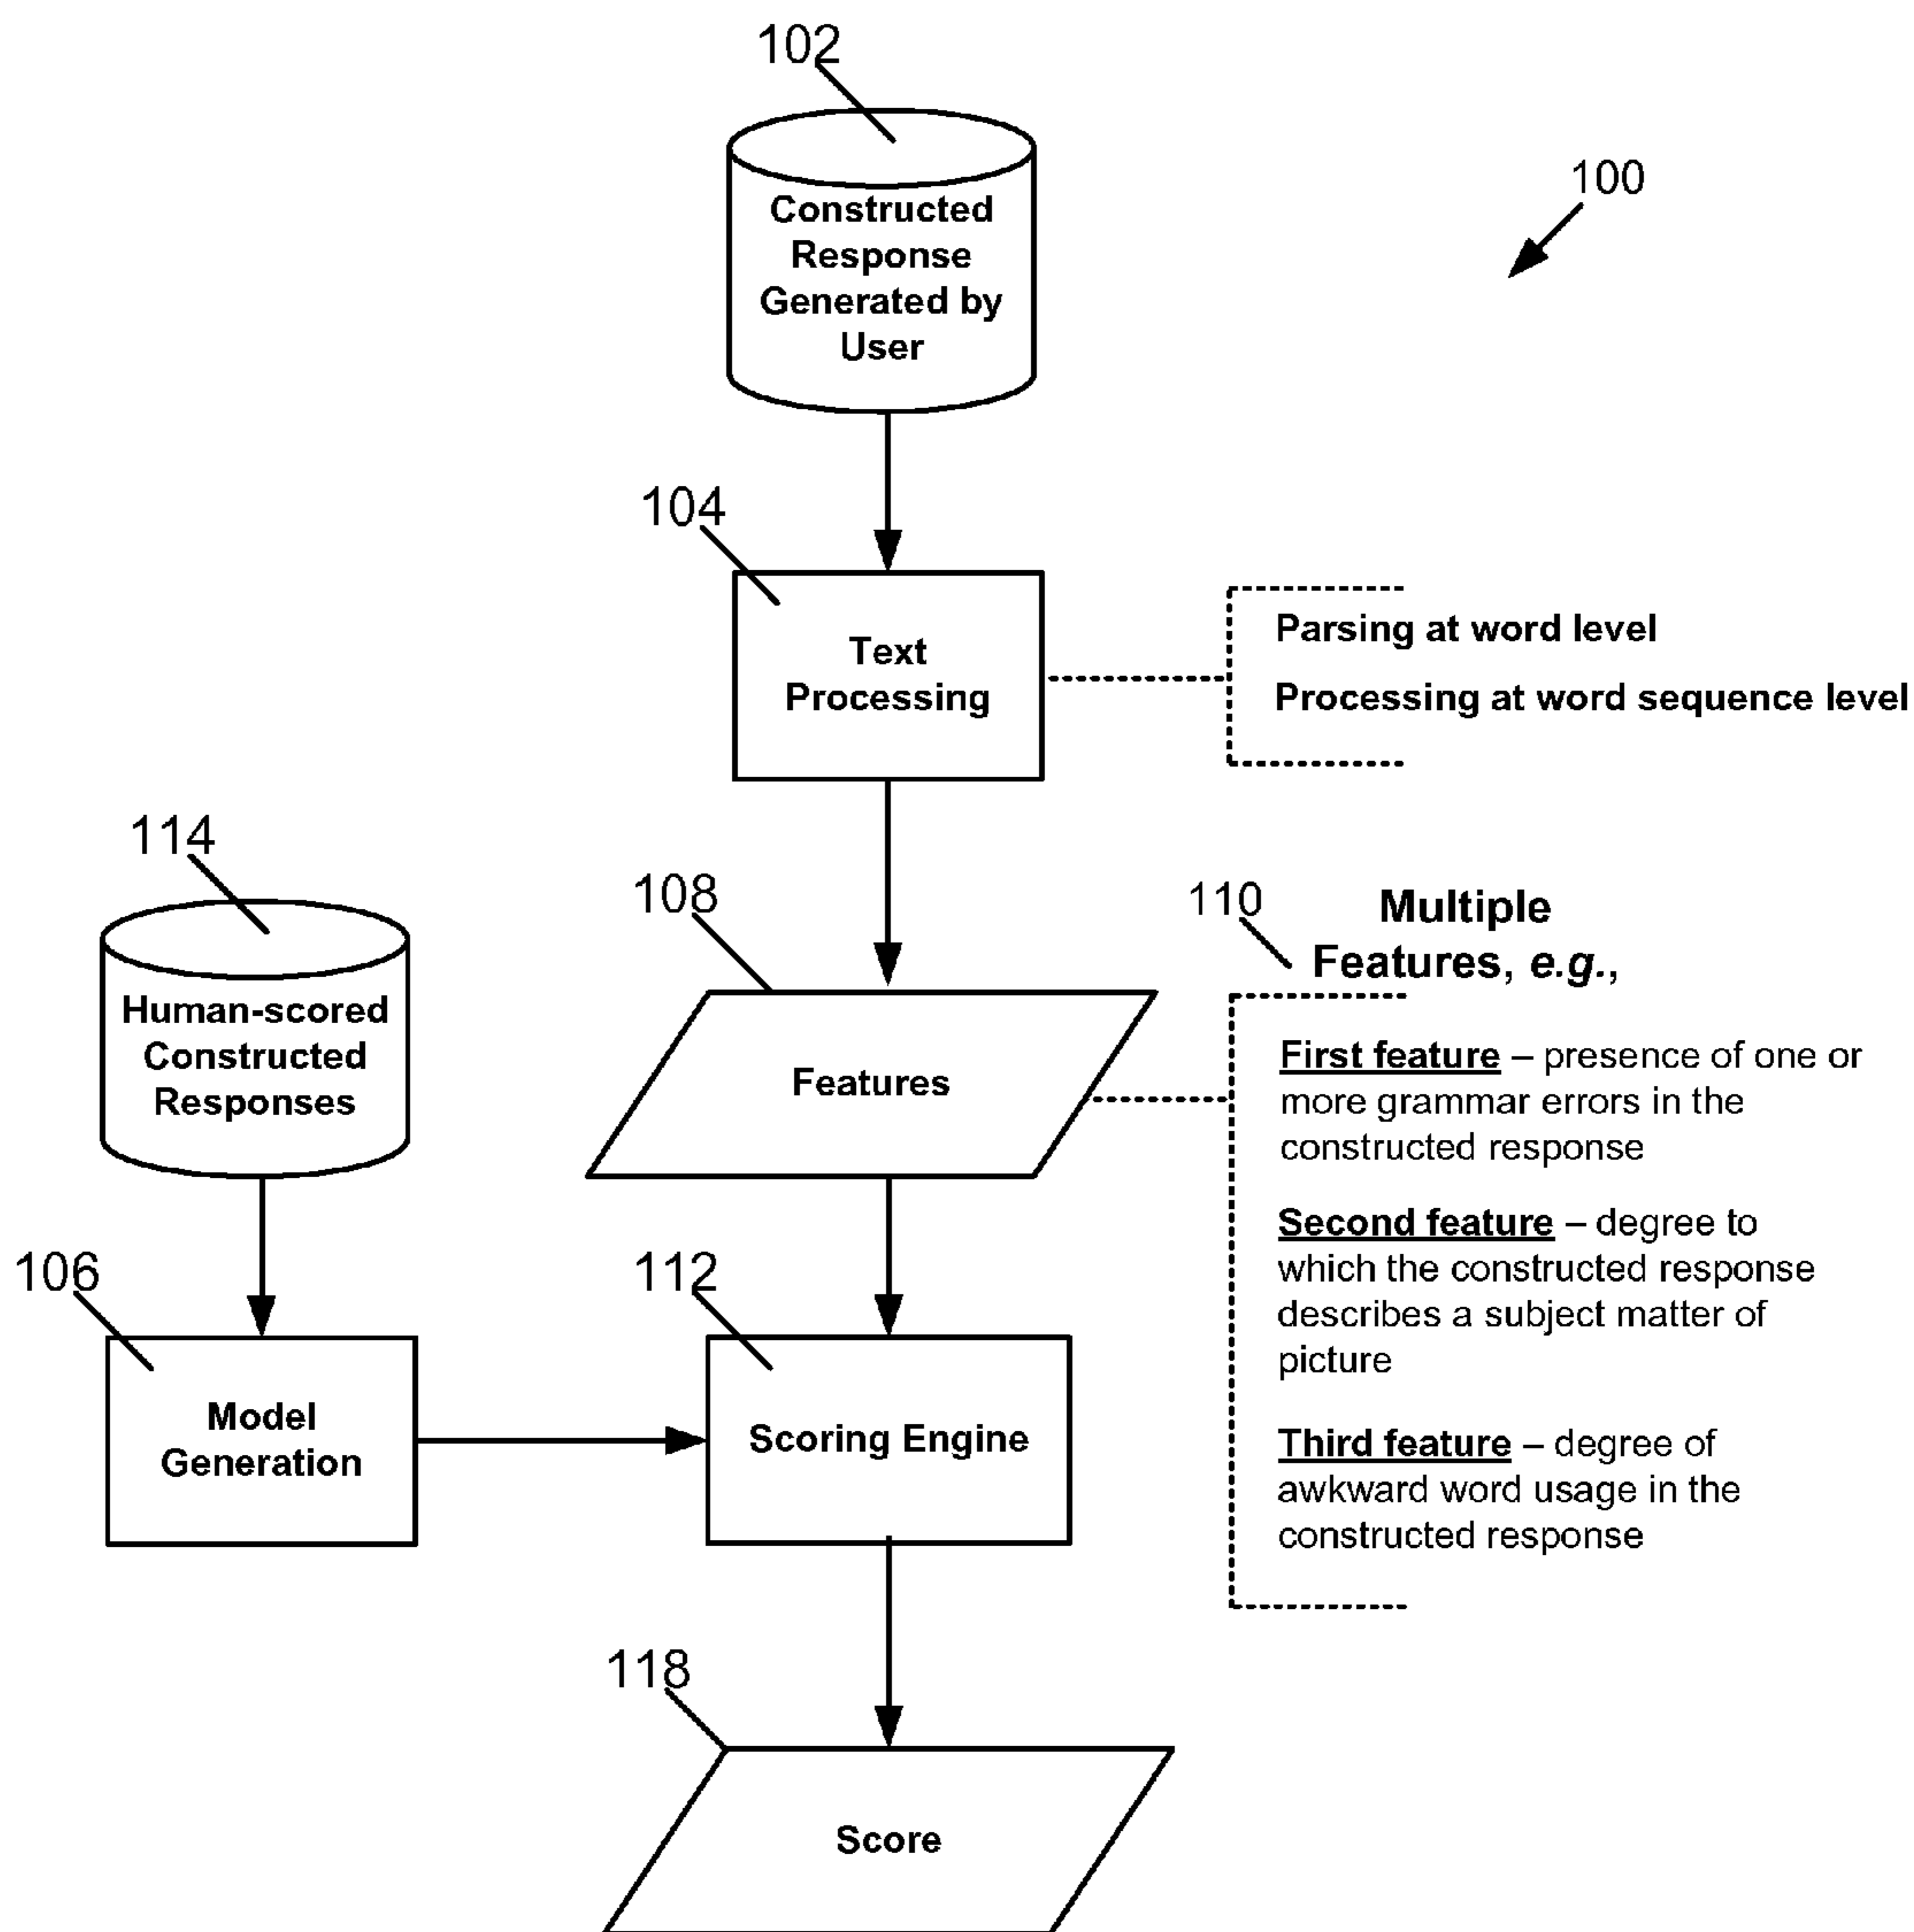 102
100
Constructed
Response
Generated by
User
104
Text
Processing
Parsing at word level
Processing at word sequence level
114
Human-scored
Constructed
Responses
108
Features
110
Multiple
Features, e.g.,
First feature – presence of one or
more grammar errors in the
constructed response
Second feature – degree to
which the constructed response
describes a subject matter of
picture
Third feature – degree of
awkward word usage in the
constructed response
106
Model
Generation
112
Scoring Engine
118
Score